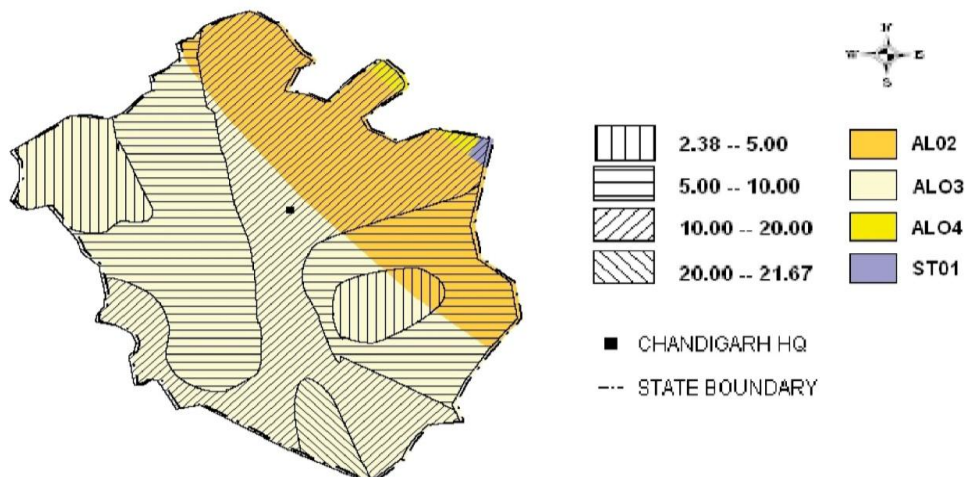 N
W E
S
2.38 -- 5.00 AL02
5.00 -- 10.00 ALO3
10.00 -- 20.00 ALO4
20.00 -- 21.67 ST01
CHANDIGARH HQ
STATE BOUNDARY